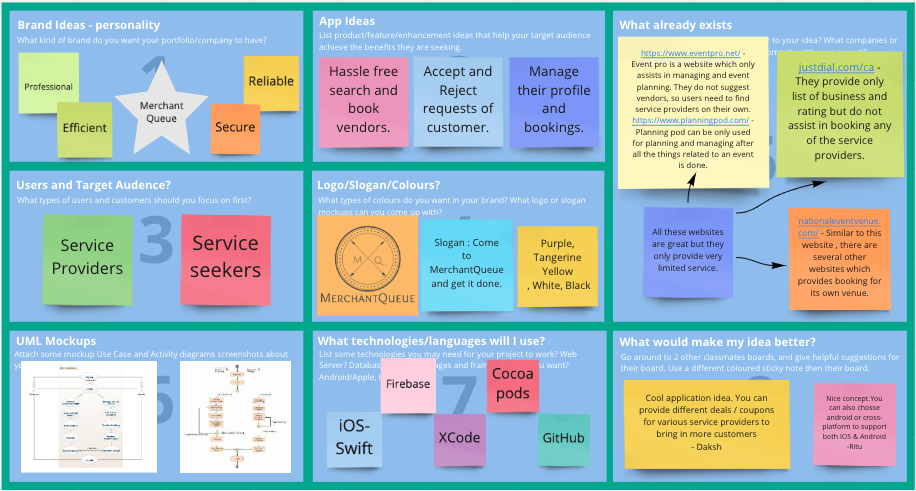 Brand Ideas - personality
What kind of brand do you want your portfolio/company to have?
Professional
Efficient
Merchant
Queue
Reliable
Secure
App Ideas
List product/feature/enhancement ideas that help your target audience
achieve the benefits they are seeking.
Hassle free
search and
book
vendors.
Accept and
Reject
requests of
customer.
Manage
their profile
and
bookings.
What already exists
to your idea? What companies or
https://www.eventpro.net/ -
Event pro is a website which only
assists in managing and event
planning. They do not suggest
vendors, so users need to find
service providers on their own.
https://www.planningpod.com/ -
Planning pod can be only used
for planning and managing after
all the things related to an event
is done.
justdial.com/ca -
They provide only
list of business and
rating but do not
assist in booking any
of the service
providers.
All these websites
are great but they
only provide very
limited service.
nationaleventvenue.
com/ - Similar to this
website , there are
several other
websites which
provides booking for
its own venue.
Users and Target Audience?
What types of users and customers should you focus on first?
3
Service
Providers
Service
seekers
Logo/Slogan/Colours?
What types of colours do you want in your brand? What logo or slogan
mockups can you come up with?
M Q
MERCHANTQUEUE
Slogan : Come
to
MerchantQueue
and get it done.
Purple,
Tangerine
Yellow
, White, Black
UML Mockups
Attach some mockup Use Case and Activity diagrams screenshots about
6
What technologies/languages will I use?
List some technologies you may need for your project to work? Web
Server? Databas
ages and fram
want?
Android/Apple,
7
Firebase
Cocoa
pods
iOS-
Swift
XCode
GitHub
What would make my idea better?
Go around to 2 other classmates boards, and give helpful suggestions for
their board. Use a different coloured sticky note then their board.
Cool application idea. You can
provide different deals / coupons
for various service providers to
bring in more customers
- Daksh
Nice concept.You
can also chosse
android or cross-
platform to support
both IOS & Android
-Ritu